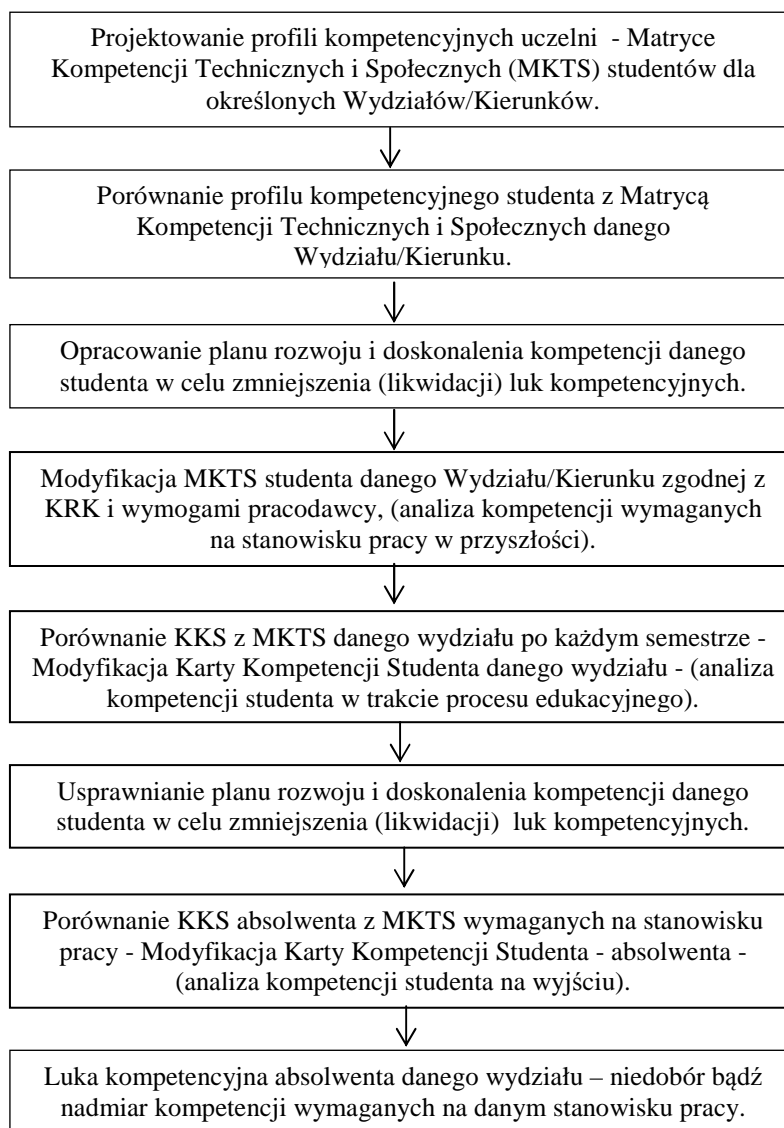 Projektowanie profili kompetencyjnych uczelni - Matryce
Kompetencji Technicznych i Społecznych (MKTS) studentów dla
określonych Wydziałów/Kierunków.
Porównanie profilu kompetencyjnego studenta z Matrycą
Kompetencji Technicznych i Społecznych danego
Wydziału/Kierunku.
Opracowanie planu rozwoju i doskonalenia kompetencji danego
studenta w celu zmniejszenia (likwidacji) luk kompetencyjnych.
Modyfikacja MKTS studenta danego Wydziału/Kierunku zgodnej z
KRK i wymogami pracodawcy, (analiza kompetencji wymaganych
na stanowisku pracy w przyszłości).
Porównanie KKS z MKTS danego wydziału po każdym semestrze -
Modyfikacja Karty Kompetencji Studenta danego wydziału - (analiza
kompetencji studenta w trakcie procesu edukacyjnego).
Usprawnianie planu rozwoju i doskonalenia kompetencji danego
studenta w celu zmniejszenia (likwidacji) luk kompetencyjnych.
Porównanie KKS absolwenta z MKTS wymaganych na stanowisku
pracy - Modyfikacja Karty Kompetencji Studenta - absolwenta -
(analiza kompetencji studenta na wyjściu).
Luka kompetencyjna absolwenta danego wydziału – niedobór bądź
nadmiar kompetencji wymaganych na danym stanowisku pracy.